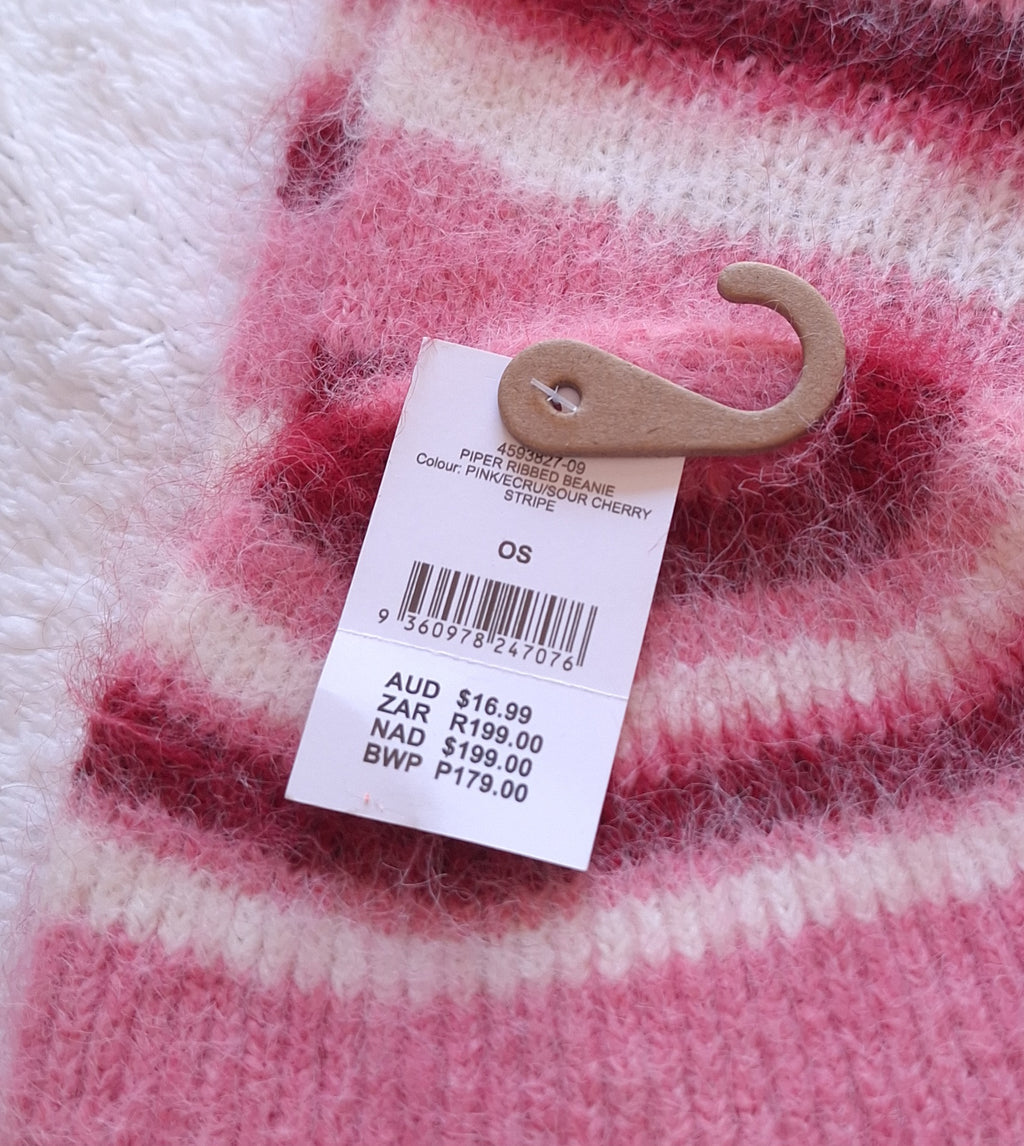 4593827-09
PIPER RIBBED BEANIE
Colour: PINK/ECRU/SOUR CHERRY
STRIPE
OS
9 360978 247076
AUD $16.99
ZAR R199.00
NAD $199.00
BWP P179.00